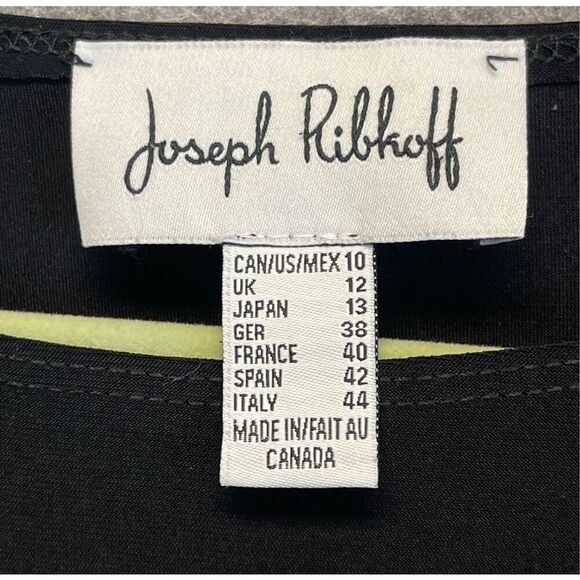 Joseph Ribkoff
CAN/US/MEX 10
UK 12
JAPAN 13
GER 38
FRANCE 40
SPAIN 42
ITALY 44
MADE IN/FAIT AU
CANADA